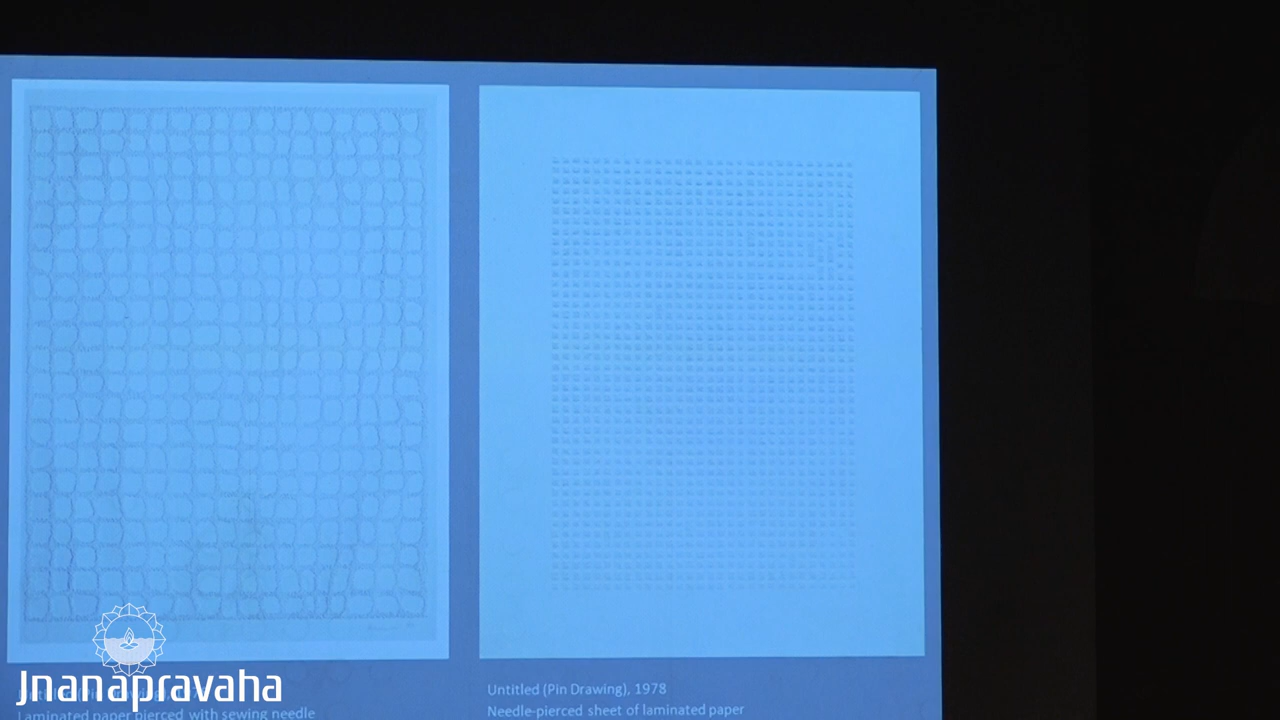 Laminated paper pierced with sewing needle
Untitled (Pin Drawing), 1978
Needle-pierced sheet of laminated paper
Jnanapravaha